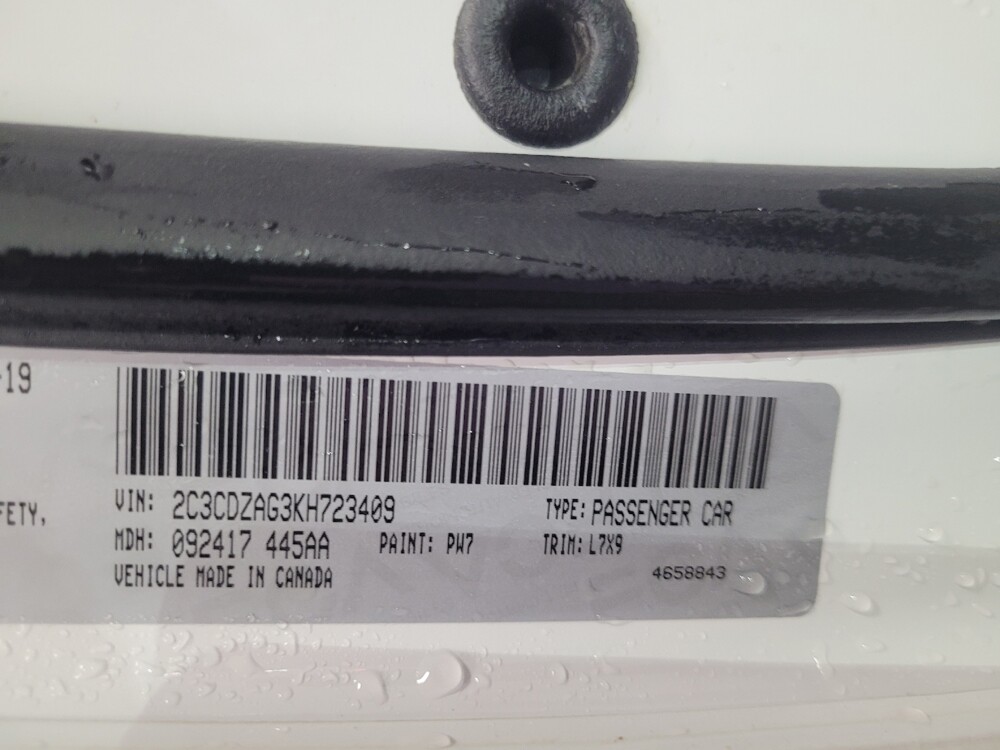 -19
FETY,
VIN: 2C3CDZAG3KH723409 TYPE: PASSENGER CAR
MDH: 092417 445AA PAINT: PW7 TRIM: L7X9
VEHICLE MADE IN CANADA 4658843